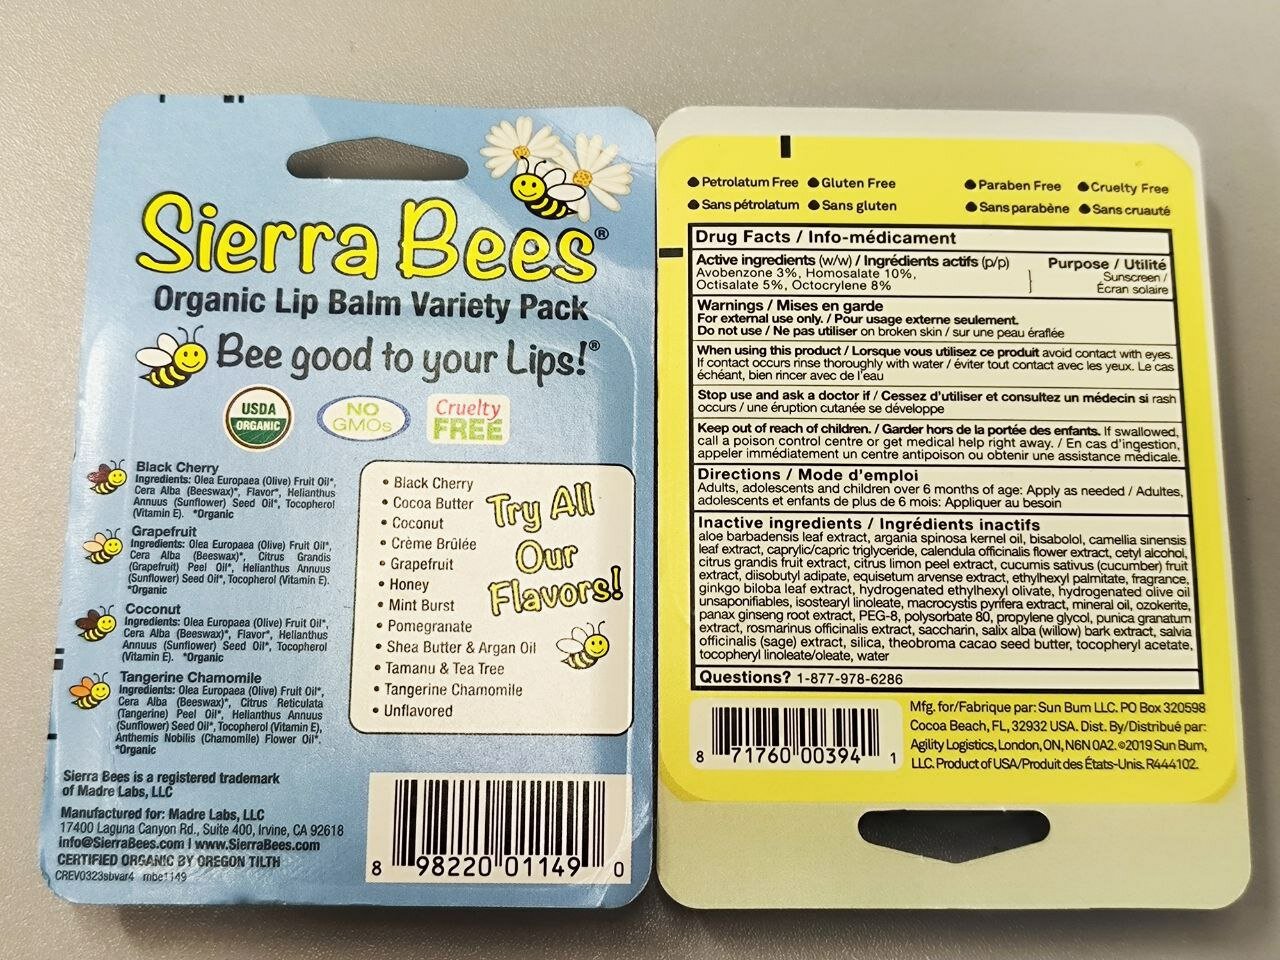 Sierra Bees®
Organic Lip Balm Variety Pack
Bee good to your Lips!®
USDA
ORGANIC
NO
GMOs
Cruelty
FREE
Black Cherry
Ingredients: Olea Europaea (Olive) Fruit Oil*,
Cera Alba (Beeswax)*, Flavor*, Helianthus
Annuus (Sunflower) Seed Oil*, Tocopherol
(Vitamin E). *Organic
Grapefruit
Ingredients: Olea Europaea (Olive) Fruit Oil*,
Cera Alba (Beeswax)*, Citrus Grandis
(Grapefruit) Peel Oil*, Helianthus Annuus
(Sunflower) Seed Oil*, Tocopherol (Vitamin E).
*Organic
Coconut
Ingredients: Olea Europaea (Olive) Fruit Oil*,
Cera Alba (Beeswax)*, Flavor*, Helianthus
Annuus (Sunflower) Seed Oil*, Tocopherol
(Vitamin E). *Organic
Tangerine Chamomile
Ingredients: Olea Europaea (Olive) Fruit Oil*,
Cera Alba (Beeswax)*, Citrus Reticulata
(Tangerine) Peel Oil*, Helianthus Annuus
(Sunflower) Seed Oil*, Tocopherol (Vitamin E),
Anthemis Nobilis (Chamomile) Flower Oil*.
*Organic
• Black Cherry
• Cocoa Butter
• Coconut
• Crème Brûlée
• Grapefruit
• Honey
• Mint Burst
• Pomegranate
• Shea Butter & Argan Oil
• Tamanu & Tea Tree
• Tangerine Chamomile
• Unflavored
Try All
Our
Flavors!
Sierra Bees is a registered trademark
of Madre Labs, LLC
Manufactured for: Madre Labs, LLC
17400 Laguna Canyon Rd., Suite 400, Irvine, CA 92618
info@SierraBees.com I www.SierraBees.com
CERTIFIED ORGANIC BY OREGON TILTH
CREV0323sbvar4 mbe1149
8 98220 01149 0
Petrolatum Free Gluten Free Paraben Free Cruelty Free
Sans pétrolatum Sans gluten Sans parabène Sans cruauté
Drug Facts / Info-médicament
Active ingredients (w/w) / Ingrédients actifs (p/p) Purpose / Utilité
Avobenzone 3%, Homosalate 10%, Sunscreen /
Octisalate 5%, Octocrylene 8% Écran solaire
Warnings / Mises en garde
For external use only. / Pour usage externe seulement.
Do not use / Ne pas utiliser on broken skin / sur une peau éraflée
When using this product / Lorsque vous utilisez ce produit avoid contact with eyes.
If contact occurs rinse thoroughly with water / éviter tout contact avec les yeux. Le cas
échéant, bien rincer avec de l'eau
Stop use and ask a doctor if / Cessez d'utiliser et consultez un médecin si rash
occurs / une éruption cutanée se développe
Keep out of reach of children. / Garder hors de la portée des enfants. If swallowed,
call a poison control centre or get medical help right away. / En cas d'ingestion,
appeler immédiatement un centre antipoison ou obtenir une assistance médicale.
Directions / Mode d'emploi
Adults, adolescents and children over 6 months of age: Apply as needed / Adultes,
adolescents et enfants de plus de 6 mois: Appliquer au besoin
Inactive ingredients / Ingrédients inactifs
aloe barbadensis leaf extract, argania spinosa kernel oil, bisabolol, camellia sinensis
leaf extract, caprylic/capric triglyceride, calendula officinalis flower extract, cetyl alcohol,
citrus grandis fruit extract, citrus limon peel extract, cucumis sativus (cucumber) fruit
extract, diisobutyl adipate, equisetum arvense extract, ethylhexyl palmitate, fragrance,
ginkgo biloba leaf extract, hydrogenated ethylhexyl olivate, hydrogenated olive oil
unsaponifiables, isostearyl linoleate, macrocystis pyrifera extract, mineral oil, ozokerite,
panax ginseng root extract, PEG-8, polysorbate 80, propylene glycol, punica granatum
extract, rosmarinus officinalis extract, saccharin, salix alba (willow) bark extract, salvia
officinalis (sage) extract, silica, theobroma cacao seed butter, tocopheryl acetate,
tocopheryl linoleate/oleate, water
Questions? 1-877-978-6286
8 71760 00394 1
Mfg. for/Fabrique par: Sun Bum LLC. PO Box 320598
Cocoa Beach, FL, 32932 USA. Dist. By/Distribué par:
Agility Logistics, London, ON, N6N 0A2. ©2019 Sun Bum,
LLC. Product of USA/Produit des États-Unis. R444102.